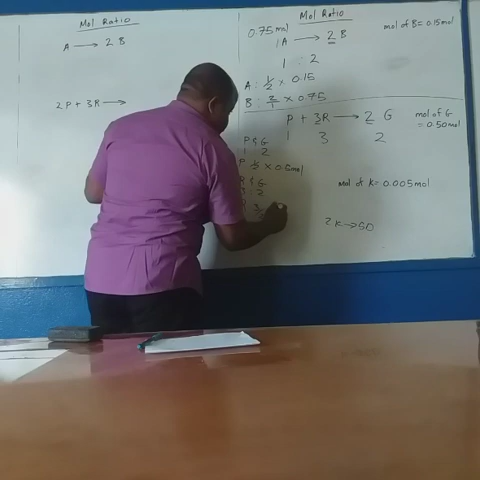 Mol Ratio
A → 2 B
2 P + 3 R →
Mol Ratio
0.75 mol
1A → 2 B
mol of B = 0.15 mol
1 : 2
A : 1/2 × 0.15
B : 2/1 × 0.75
P + 3R → 2 G
mol of G = 0.50 mol
1 3 2
P & G
1 : 2
P 1/2 × 0.5 mol
R & G
3 : 2
R 3/
mol of K = 0.005 mol
2 K →